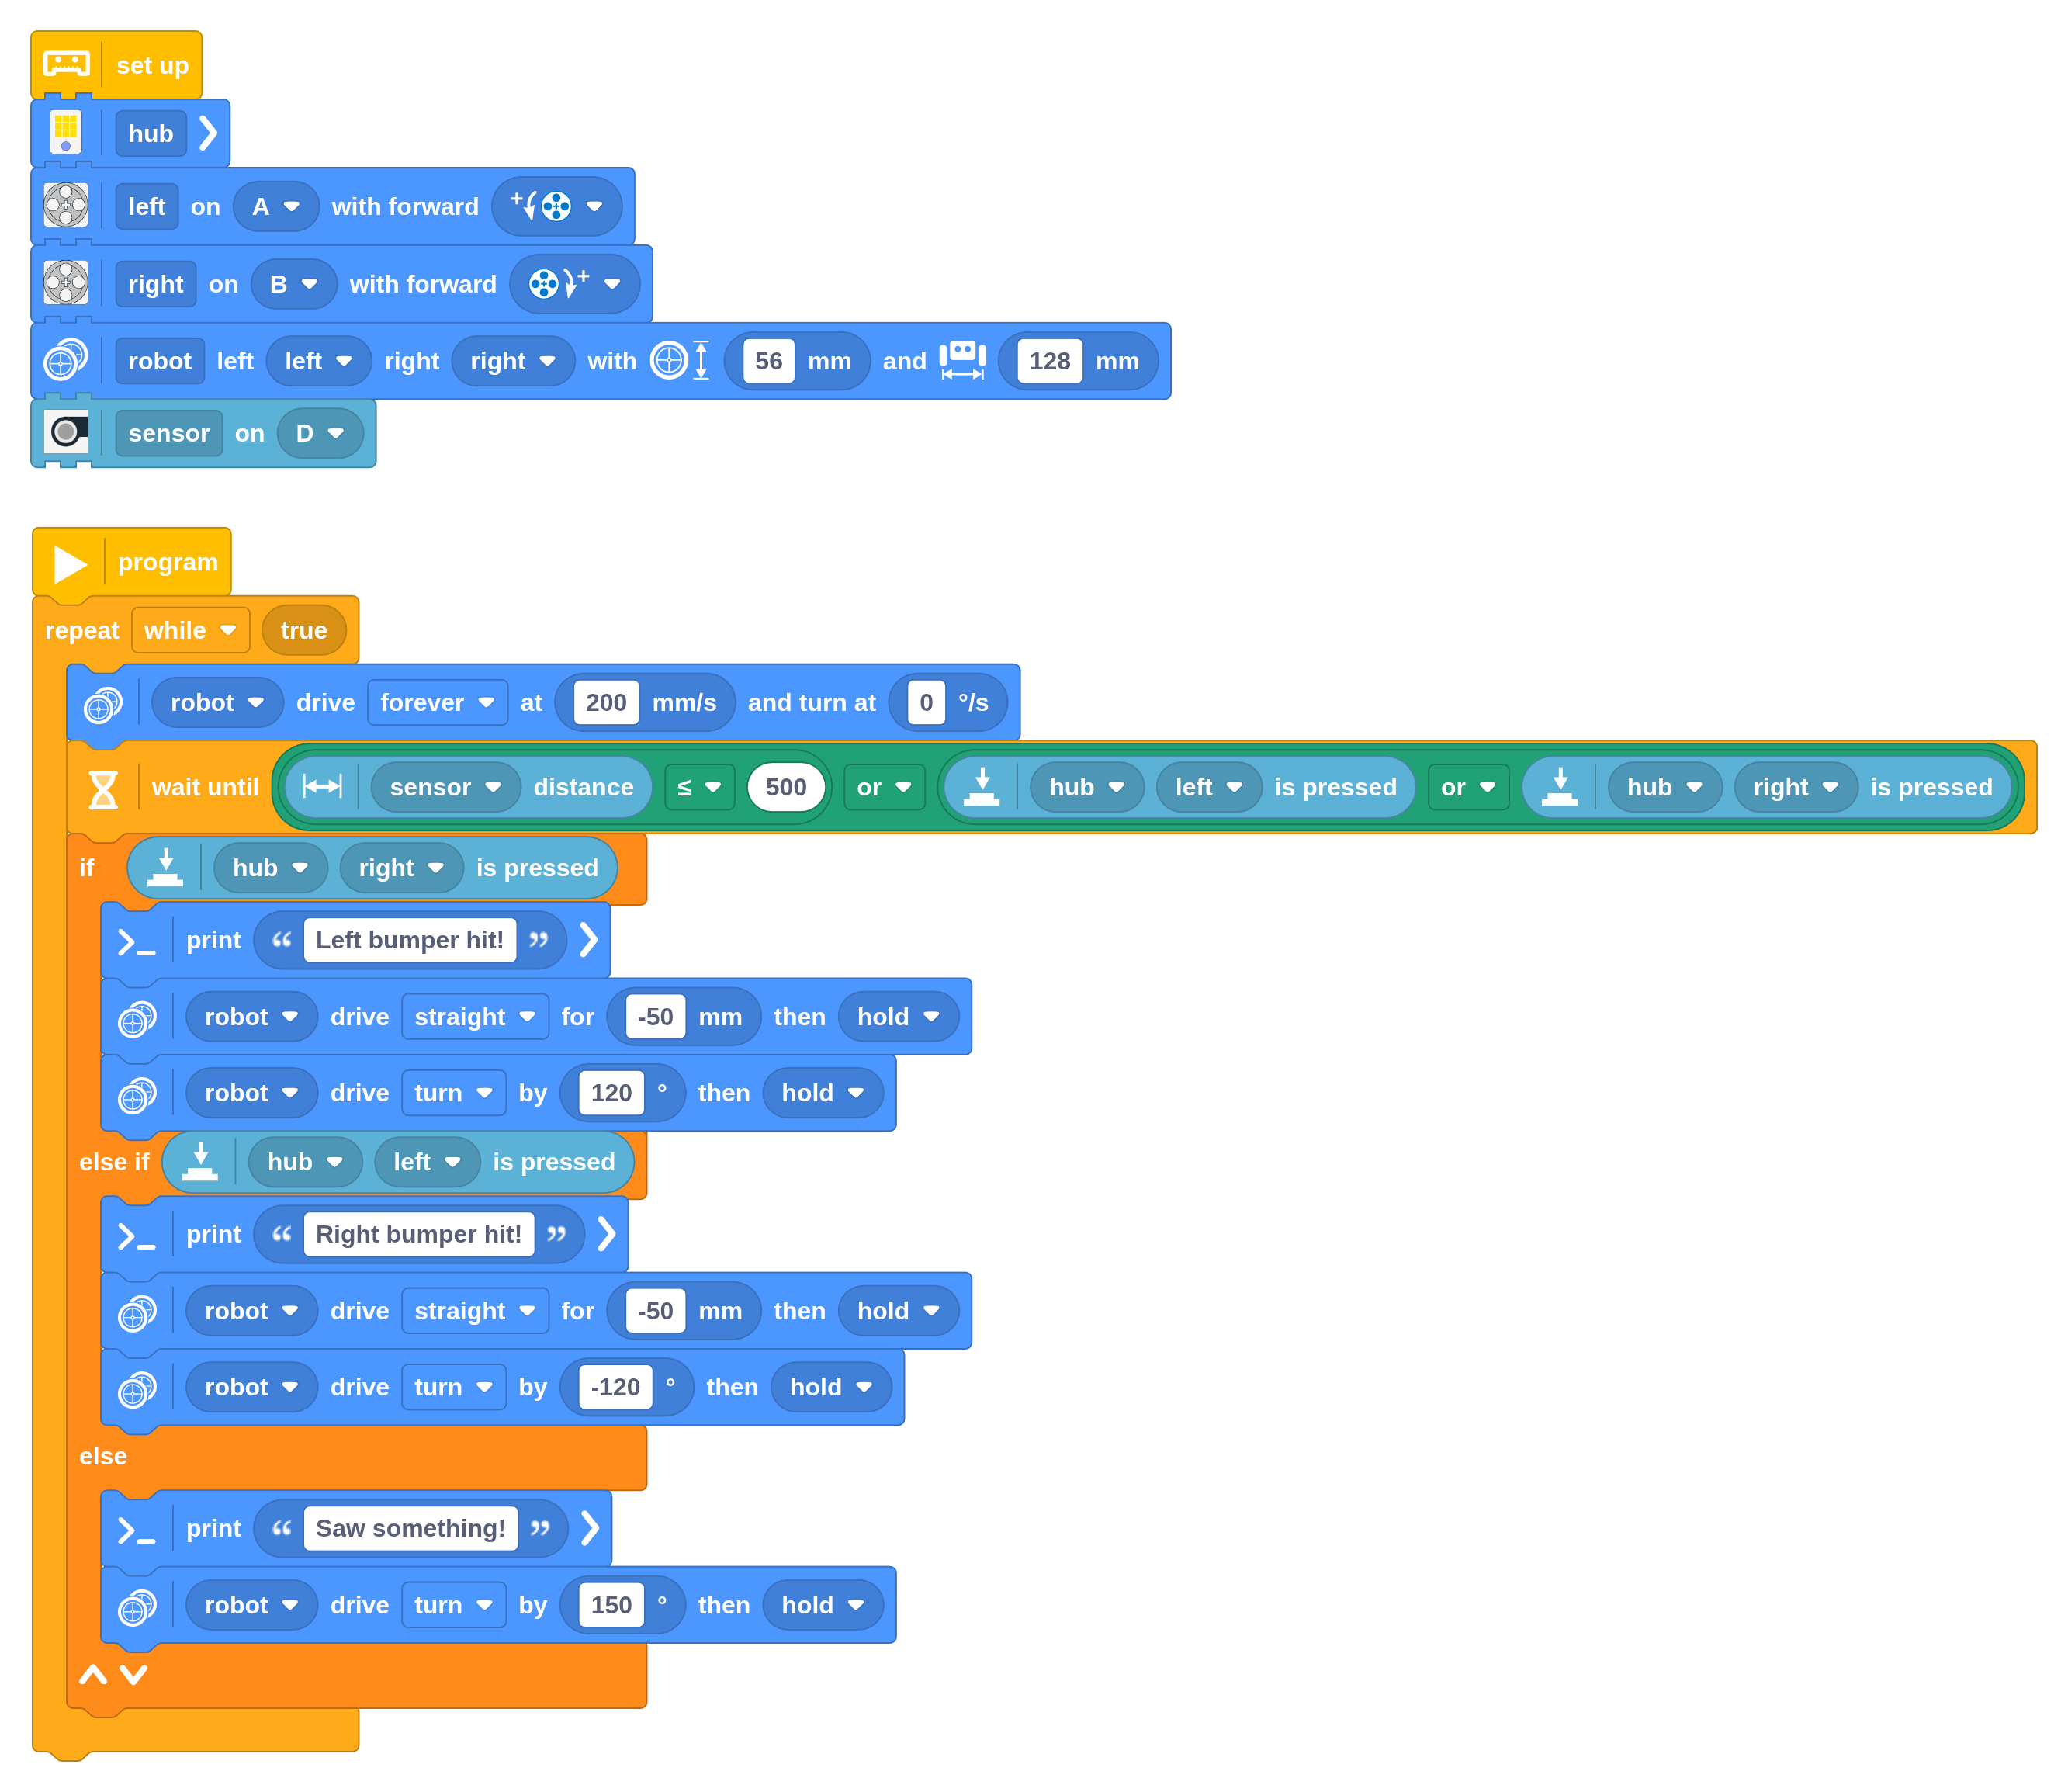 set up
hub
left on A with forward +
right on B with forward +
robot left left right right with 56 mm and 128 mm
sensor on D
program
repeat while true
robot drive forever at 200 mm/s and turn at 0 °/s
wait until sensor distance ≤ 500 or hub left is pressed or hub right is pressed
if hub right is pressed
print “ Left bumper hit! ”
robot drive straight for -50 mm then hold
robot drive turn by 120 ° then hold
else if hub left is pressed
print “ Right bumper hit! ”
robot drive straight for -50 mm then hold
robot drive turn by -120 ° then hold
else
print “ Saw something! ”
robot drive turn by 150 ° then hold